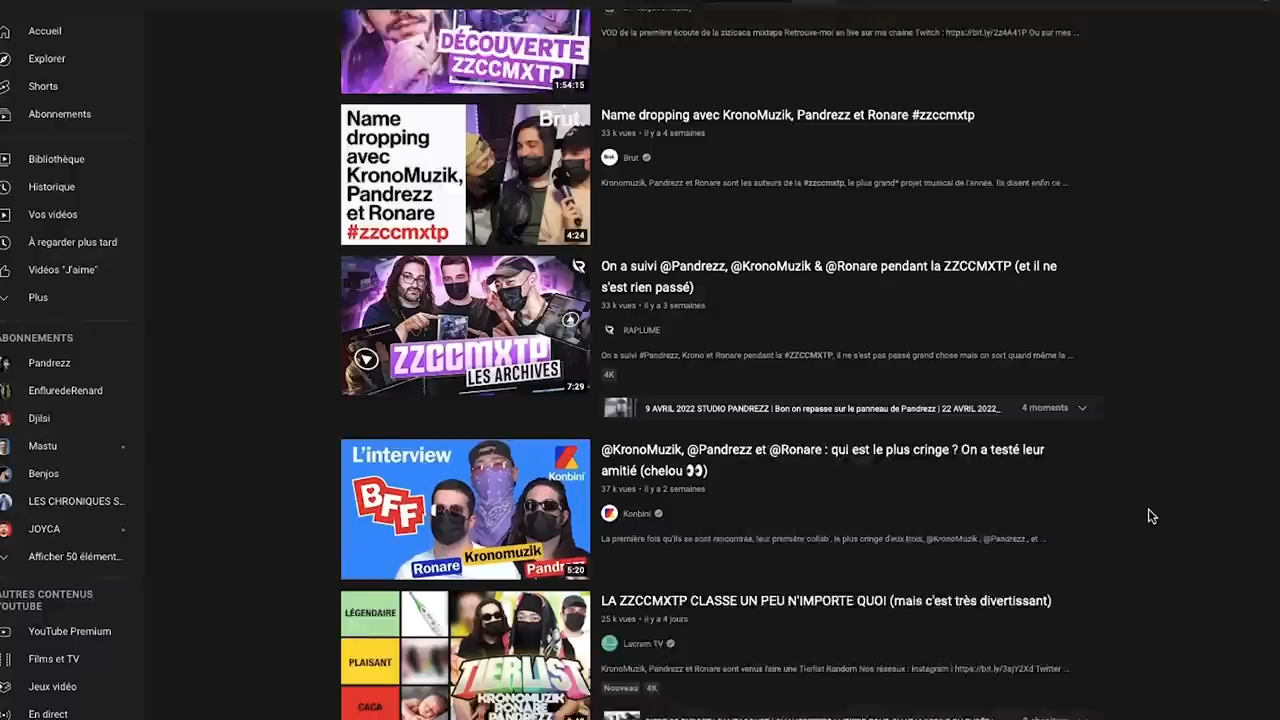 Accueil
Explorer
Shorts
Abonnements
Bibliothèque
Historique
Vos vidéos
À regarder plus tard
Vidéos "J'aime"
Plus
ABONNEMENTS
Pandrezz
EnflureдeRenard
Djilsi
Mastu
Benjos
LES CHRONIQUES S...
JOYCA
Afficher 50 élément...
AUTRES CONTENUS
YOUTUBE
YouTube Premium
Films et TV
Jeux vidéo
En direct
DÉCOUVERTE
ZZCCMXTP
1:54:15
VOD de la première écoute de la zizicaca mixtape Retrouve-moi en live sur ma chaine Twitch : https://bit.ly/2z4A41P Ou sur mes ...
Name
dropping
avec
KronoMuzik,
Pandrezz
et Ronare
#zzccmxtp
Brut.
4:24
Name dropping avec KronoMuzik, Pandrezz et Ronare #zzccmxtp
33 k vues • il y a 4 semaines
Brut
Kronomuzik, Pandrezz et Ronare sont les auteurs de la #zzccmxtp, le plus grand* projet musical de l'année. Ils disent enfin ce ...
ZZCCMXTP
LES ARCHIVES
7:29
On a suivi @Pandrezz, @KronoMuzik & @Ronare pendant la ZZCCMXTP (et il ne
s'est rien passé)
33 k vues • il y a 3 semaines
RAPLUME
On a suivi #Pandrezz, Krono et Ronare pendant la #ZZCCMXTP, il ne s'est pas passé grand chose mais on sort quand même la ...
4K
9 AVRIL 2022 STUDIO PANDREZZ | Bon on repasse sur le panneau de Pandrezz | 22 AVRIL 2022_
4 moments
L'interview
BFF
Konbini
Ronare
Kronomuzik
Pandrezz
5:20
@KronoMuzik, @Pandrezz et @Ronare : qui est le plus cringe ? On a testé leur
amitié (chelou 👀)
37 k vues • il y a 2 semaines
Konbini
La première fois qu'ils se sont rencontrés, leur première collab , le plus cringe d'eux trois, @KronoMuzik , @Pandrezz , et ...
LÉGENDAIRE
PLAISANT
CACA
TIERLIST
KRONOMUZIK
RONARE
PANDREZZ
LA ZZCCMXTP CLASSE UN PEU N'IMPORTE QUOI (mais c'est très divertissant)
25 k vues • il y a 4 jours
Lacram TV
KronoMuzik, Pandrezz et Ronare sont venus faire une Tierlist Random Nos réseaux : Instagram | https://bit.ly/3ajY2Xd Twitter ...
Nouveau
4K